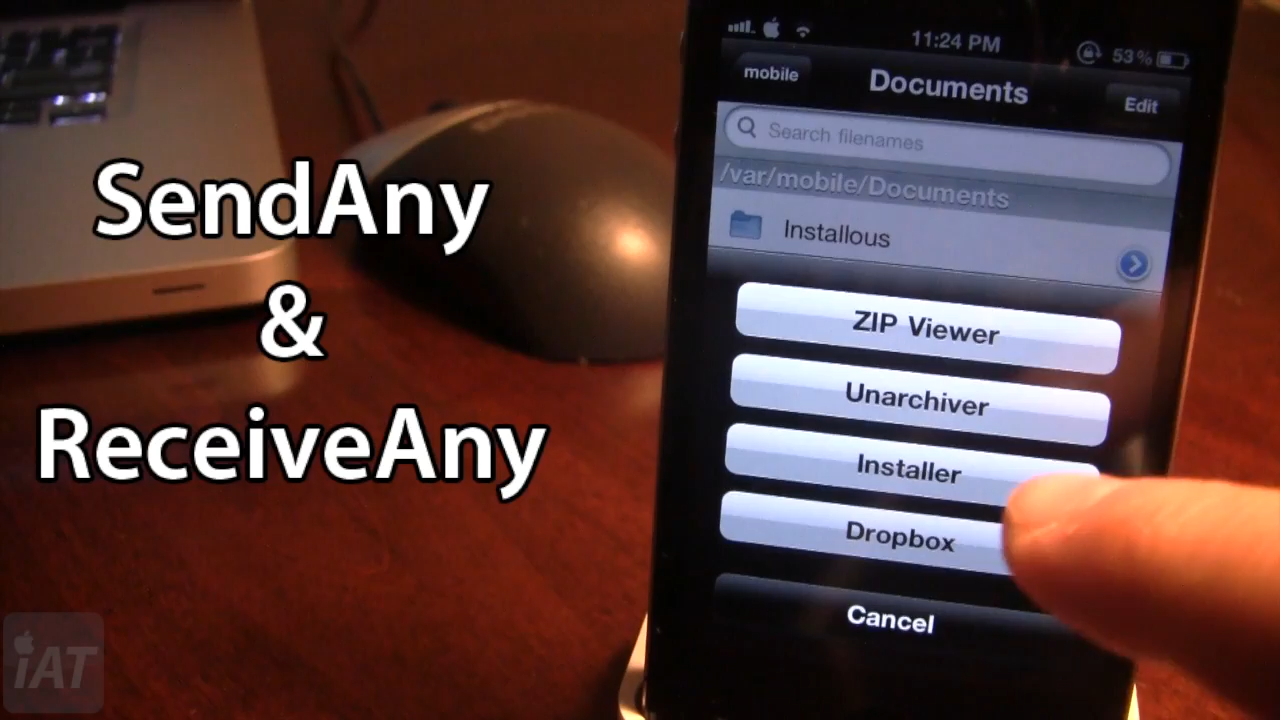 SendAny
&
ReceiveAny
iAT
11:24 PM
53%
mobile
Documents
Edit
Search filenames
/var/mobile/Documents
Installous
ZIP Viewer
Unarchiver
Installer
Dropbox
Cancel